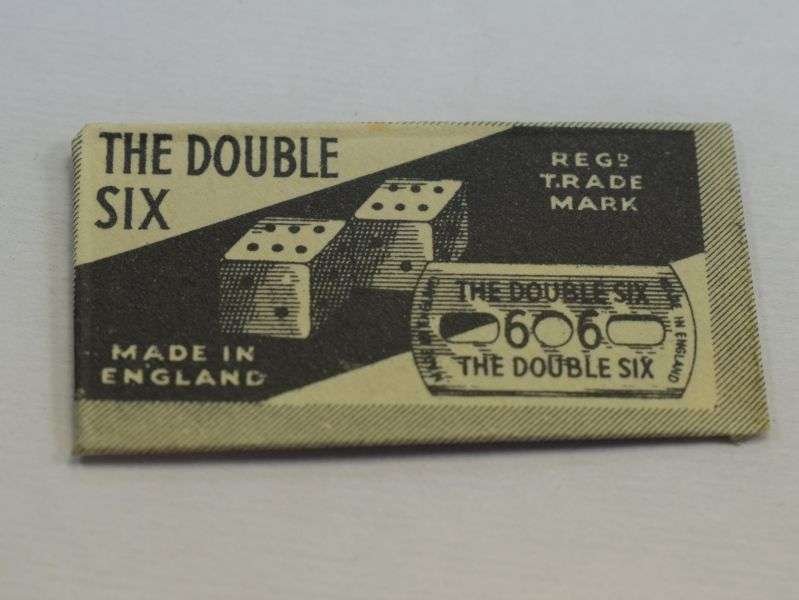 THE DOUBLE
SIX
REGD
TRADE
MARK
MADE IN
ENGLAND
THE DOUBLE SIX
6 6
THE DOUBLE SIX
MADE IN ENGLAND